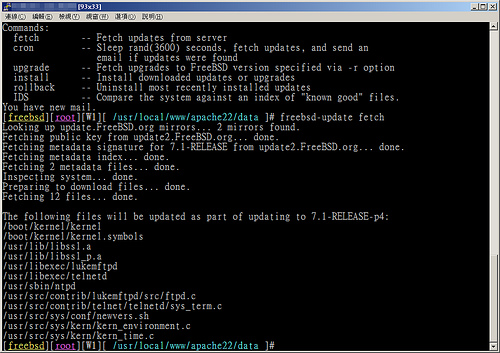 [93x33]
連線(C) 編輯(E) 檢視(V) 視窗(W) 選項(O) 說明(H)
Commands:
fetch -- Fetch updates from server
cron -- Sleep rand(3600) seconds, fetch updates, and send an
email if updates were found
upgrade -- Fetch upgrades to FreeBSD version specified via -r option
install -- Install downloaded updates or upgrades
rollback -- Uninstall most recently installed updates
IDS -- Compare the system against an index of "known good" files.
You have new mail.
[freebsd][root][W1][ /usr/local/www/apache22/data ]# freebsd-update fetch
Looking up update.FreeBSD.org mirrors... 2 mirrors found.
Fetching public key from update2.FreeBSD.org... done.
Fetching metadata signature for 7.1-RELEASE from update2.FreeBSD.org... done.
Fetching metadata index... done.
Fetching 2 metadata files... done.
Inspecting system... done.
Preparing to download files... done.
Fetching 12 files... done.
The following files will be updated as part of updating to 7.1-RELEASE-p4:
/boot/kernel/kernel
/boot/kernel/kernel.symbols
/usr/lib/libssl.a
/usr/lib/libssl_p.a
/usr/libexec/lukemftpd
/usr/libexec/telnetd
/usr/sbin/ntpd
/usr/src/contrib/lukemftpd/src/ftpd.c
/usr/src/contrib/telnet/telnetd/sys_term.c
/usr/src/sys/conf/newvers.sh
/usr/src/sys/kern/kern_environment.c
/usr/src/sys/kern/kern_time.c
[freebsd][root][W1][ /usr/local/www/apache22/data ]#